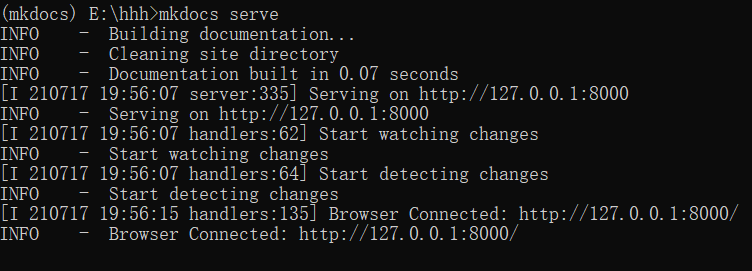 (mkdocs) E:\hhh>mkdocs serve
INFO    -  Building documentation...
INFO    -  Cleaning site directory
INFO    -  Documentation built in 0.07 seconds
[I 210717 19:56:07 server:335] Serving on http://127.0.0.1:8000
INFO    -  Serving on http://127.0.0.1:8000
[I 210717 19:56:07 handlers:62] Start watching changes
INFO    -  Start watching changes
[I 210717 19:56:07 handlers:64] Start detecting changes
INFO    -  Start detecting changes
[I 210717 19:56:15 handlers:135] Browser Connected: http://127.0.0.1:8000/
INFO    -  Browser Connected: http://127.0.0.1:8000/